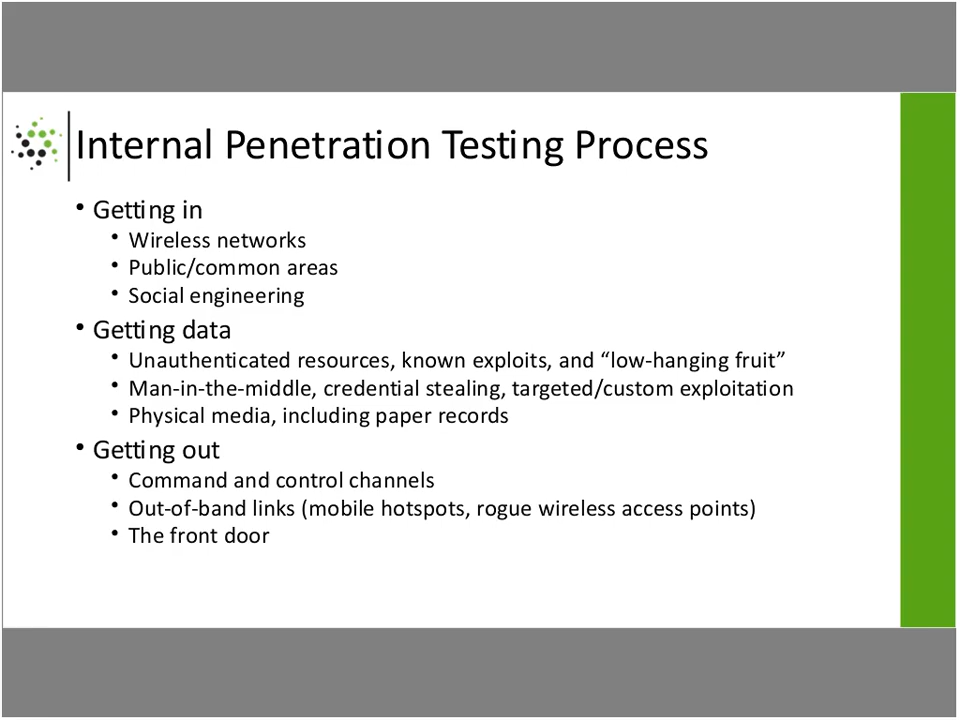 Internal Penetration Testing Process
• Getting in
• Wireless networks
• Public/common areas
• Social engineering
• Getting data
• Unauthenticated resources, known exploits, and “low-hanging fruit”
• Man-in-the-middle, credential stealing, targeted/custom exploitation
• Physical media, including paper records
• Getting out
• Command and control channels
• Out-of-band links (mobile hotspots, rogue wireless access points)
• The front door